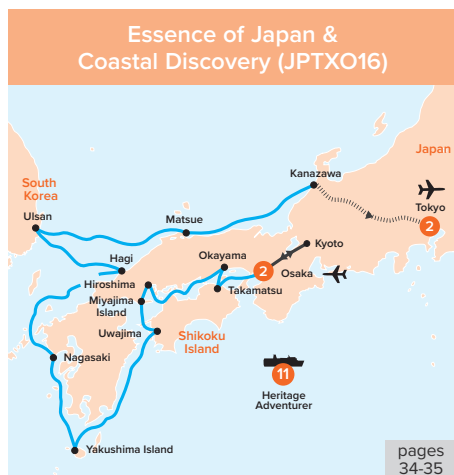 Essence of Japan &
Coastal Discovery (JPTXO16)
Japan
Kanazawa
South
Korea
Tokyo
Ulsan
2
Matsue
Kyoto
Hagi
Okayama
2
Osaka
Hiroshima
Takamatsu
Miyajima
Island
Uwajima
Shikoku
Island
Nagasaki
11
Heritage
Adventurer
Yakushima Island
pages
34-35